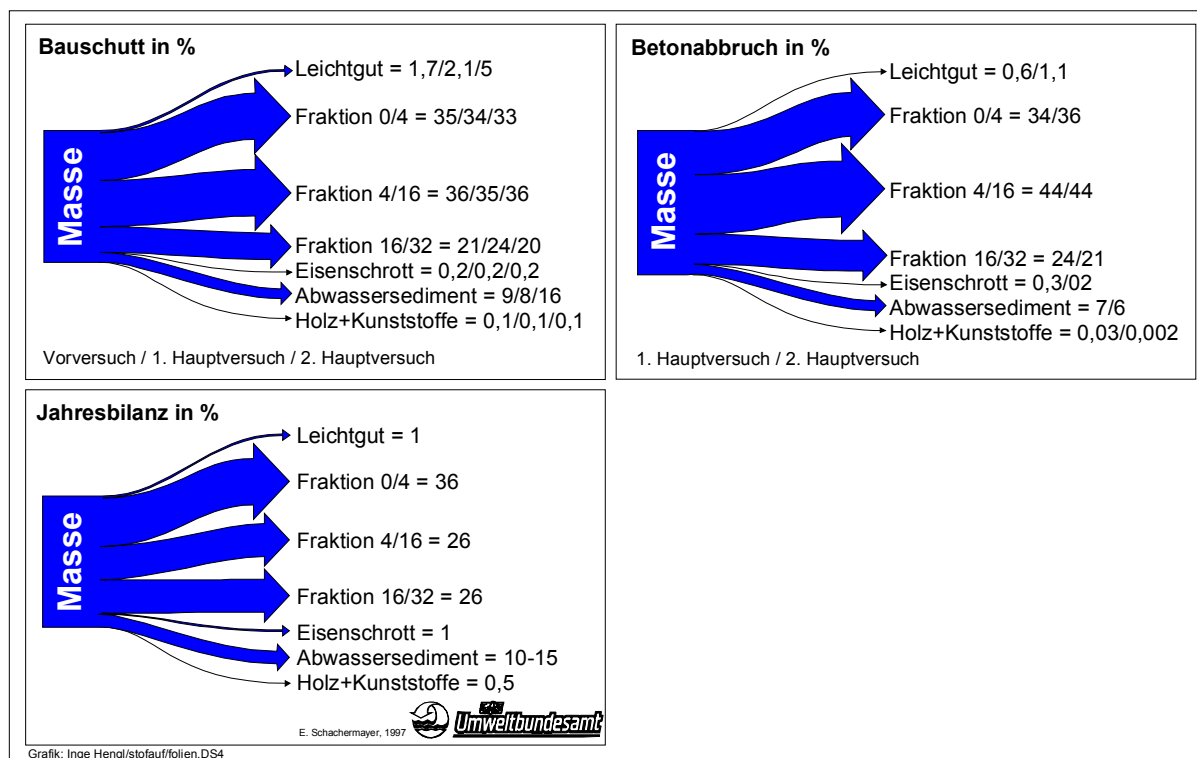 Bauschutt in %
Masse
Leichtgut = 1,7/2,1/5
Fraktion 0/4 = 35/34/33
Fraktion 4/16 = 36/35/36
Fraktion 16/32 = 21/24/20
Eisenschrott = 0,2/0,2/0,2
Abwassersediment = 9/8/16
Holz+Kunststoffe = 0,1/0,1/0,1
Vorversuch / 1. Hauptversuch / 2. Hauptversuch
Betonabbruch in %
Masse
Leichtgut = 0,6/1,1
Fraktion 0/4 = 34/36
Fraktion 4/16 = 44/44
Fraktion 16/32 = 24/21
Eisenschrott = 0,3/02
Abwassersediment = 7/6
Holz+Kunststoffe = 0,03/0,002
1. Hauptversuch / 2. Hauptversuch
Jahresbilanz in %
Masse
Leichtgut = 1
Fraktion 0/4 = 36
Fraktion 4/16 = 26
Fraktion 16/32 = 26
Eisenschrott = 1
Abwassersediment = 10-15
Holz+Kunststoffe = 0,5
E. Schachermayer, 1997
Umweltbundesamt
Grafik: Inge Hengl/stofauf/folien.DS4